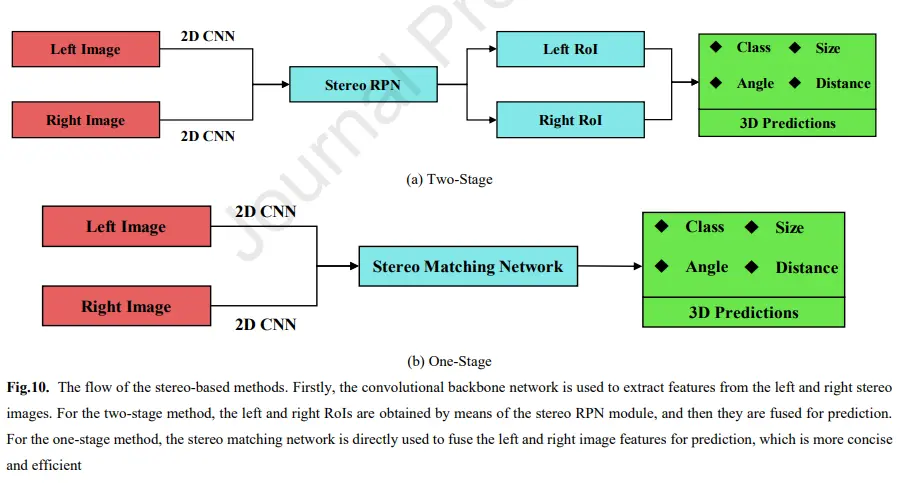 2D CNN
Left Image
Left RoI
◆ Class ◆ Size
Stereo RPN
◆ Angle ◆ Distance
Right Image
Right RoI
3D Predictions
2D CNN
(a) Two-Stage
2D CNN
Left Image
◆ Class ◆ Size
Stereo Matching Network
◆ Angle ◆ Distance
Right Image
3D Predictions
2D CNN
(b) One-Stage
Journal Pre
Fig.10. The flow of the stereo-based methods. Firstly, the convolutional backbone network is used to extract features from the left and right stereo
images. For the two-stage method, the left and right RoIs are obtained by means of the stereo RPN module, and then they are fused for prediction.
For the one-stage method, the stereo matching network is directly used to fuse the left and right image features for prediction, which is more concise
and efficient